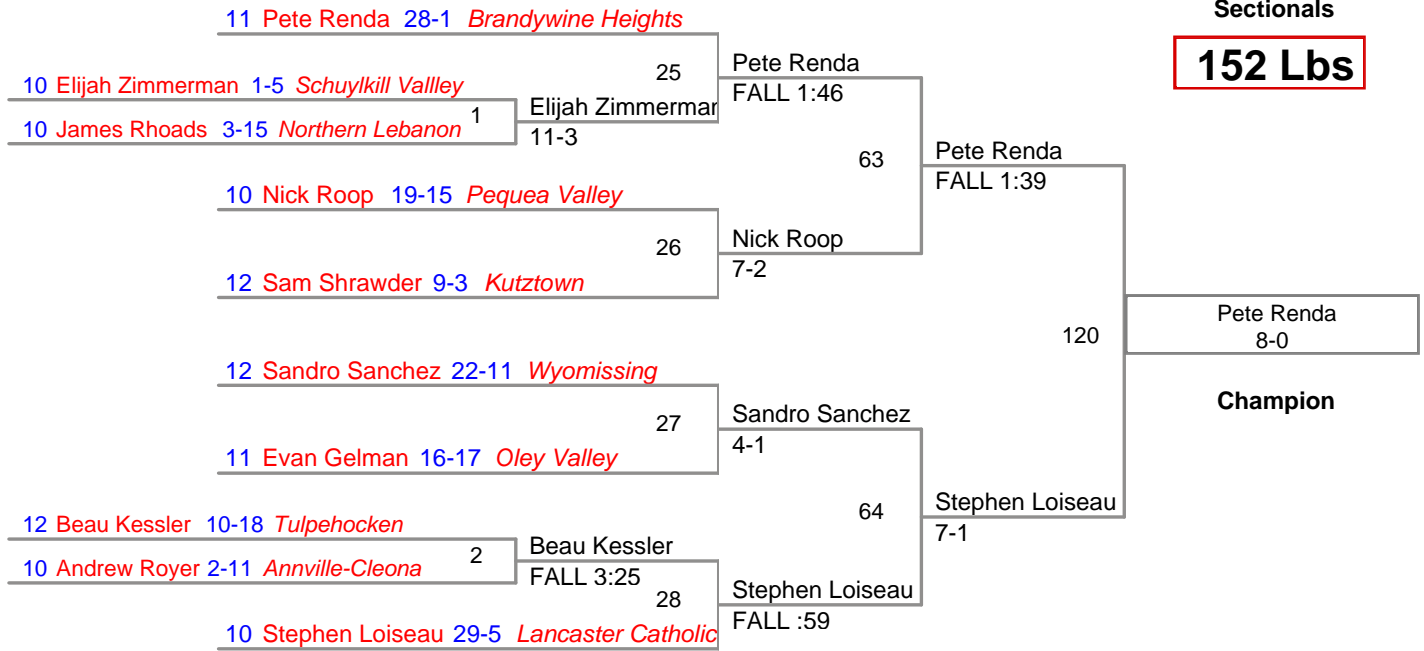 Sectionals
152 Lbs
11 Pete Renda 28-1 Brandywine Heights
25
Pete Renda
FALL 1:46
10 Elijah Zimmerman 1-5 Schuylkill Vallley
1
Elijah Zimmerman
11-3
10 James Rhoads 3-15 Northern Lebanon
63
Pete Renda
FALL 1:39
10 Nick Roop 19-15 Pequea Valley
26
Nick Roop
7-2
12 Sam Shrawder 9-3 Kutztown
120
Pete Renda
8-0
Champion
12 Sandro Sanchez 22-11 Wyomissing
27
Sandro Sanchez
4-1
11 Evan Gelman 16-17 Oley Valley
64
Stephen Loiseau
7-1
12 Beau Kessler 10-18 Tulpehocken
2
Beau Kessler
FALL 3:25
10 Andrew Royer 2-11 Annville-Cleona
28
Stephen Loiseau
FALL :59
10 Stephen Loiseau 29-5 Lancaster Catholic